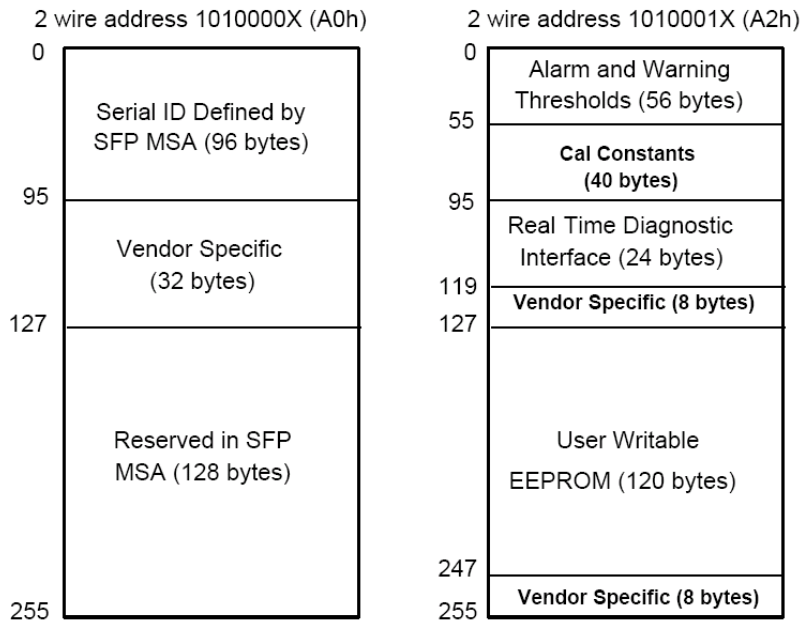 2 wire address 1010000X (A0h)
0
Serial ID Defined by
SFP MSA (96 bytes)
95
Vendor Specific
(32 bytes)
127
Reserved in SFP
MSA (128 bytes)
255
2 wire address 1010001X (A2h)
0
Alarm and Warning
Thresholds (56 bytes)
55
Cal Constants
(40 bytes)
95
Real Time Diagnostic
Interface (24 bytes)
119
Vendor Specific (8 bytes)
127
User Writable
EEPROM (120 bytes)
247
Vendor Specific (8 bytes)
255